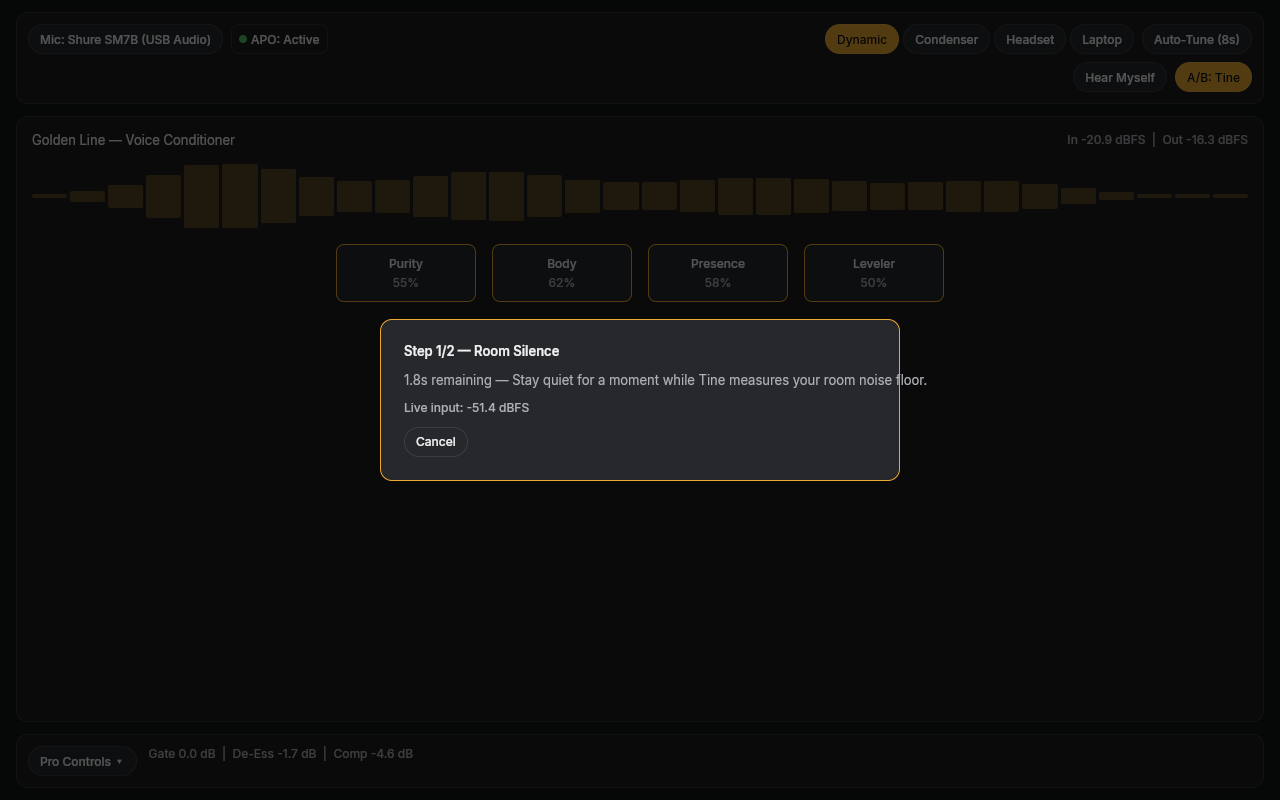 Mic: Shure SM7B (USB Audio) APO: Active Dynamic Condenser Headset Laptop Auto-Tune (8s)
Hear Myself A/B: Tine
Golden Line — Voice Conditioner In -20.9 dBFS | Out -16.3 dBFS
Purity Body Presence Leveler
55% 62% 58% 50%
Step 1/2 — Room Silence
1.8s remaining — Stay quiet for a moment while Tine measures your room noise floor.
Live input: -51.4 dBFS
Cancel
Pro Controls ▾ Gate 0.0 dB | De-Ess -1.7 dB | Comp -4.6 dB